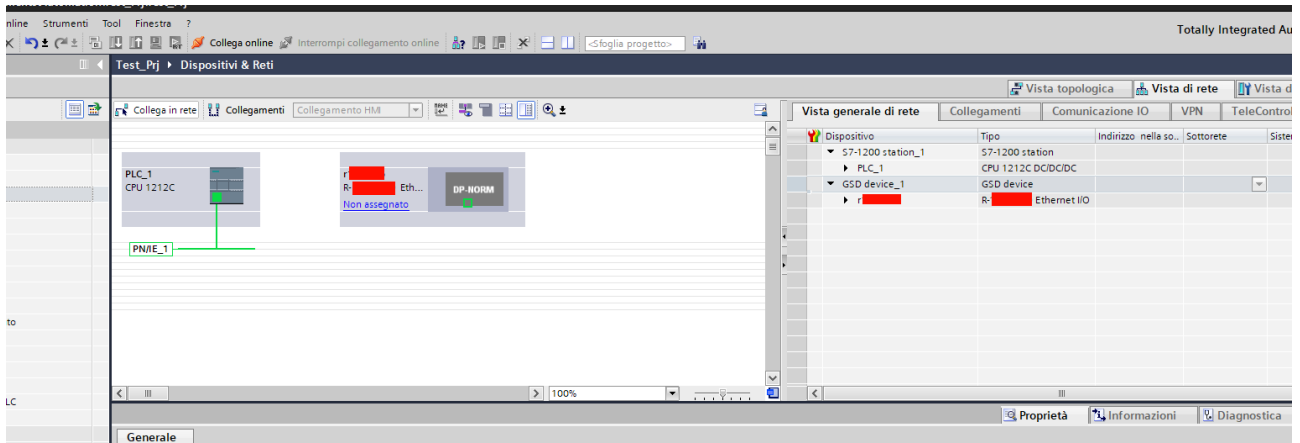 nline Strumenti Tool Finestra ?
Totally Integrated Au
Collega online Interrompi collegamento online <Sfoglia progetto>
Test_Prj Dispositivi & Reti
Vista topologica Vista di rete Vista d
Collega in rete Collegamenti Collegamento HMI
Vista generale di rete Collegamenti Comunicazione IO VPN TeleControl
Dispositivo Tipo Indirizzo nella so.. Sottorete Sister
S7-1200 station_1 S7-1200 station
PLC_1 CPU 1212C DC/DC/DC
GSD device_1 GSD device
r R- Ethernet I/O
PLC_1
CPU 1212C
r
R- Eth...
Non assegnato
DP-NORM
PN/IE_1
to
LC
100%
Proprietà Informazioni Diagnostica
Generale